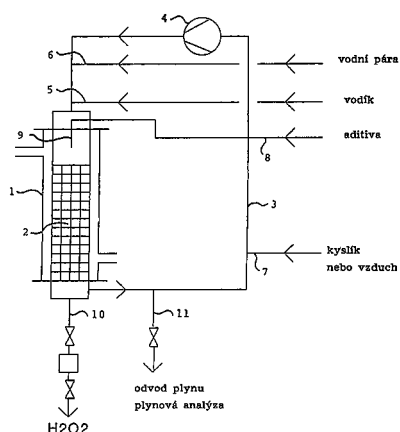 4
6
vodní pára
5
vodík
9
aditiva
8
1
3
2
kyslík
7
nebo vzduch
10
11
odvod plynu
plynová analýza
H2O2